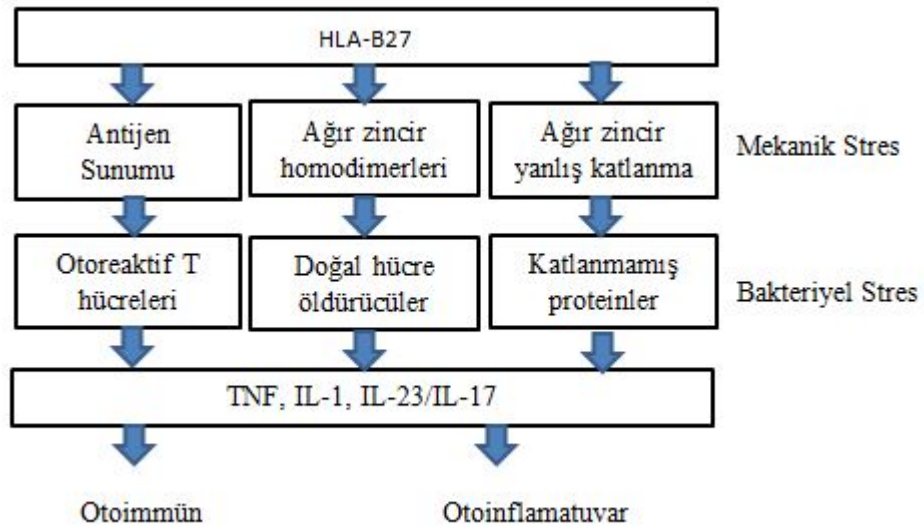 HLA-B27
Antijen
Sunumu
Ağır zincir
homodimerleri
Ağır zincir
yanlış katlanma
Mekanik Stres
Otoreaktif T
hücreleri
Doğal hücre
öldürücüler
Katlanmamış
proteinler
Bakteriyel Stres
TNF, IL-1, IL-23/IL-17
Otoimmün
Otoinflamatuvar